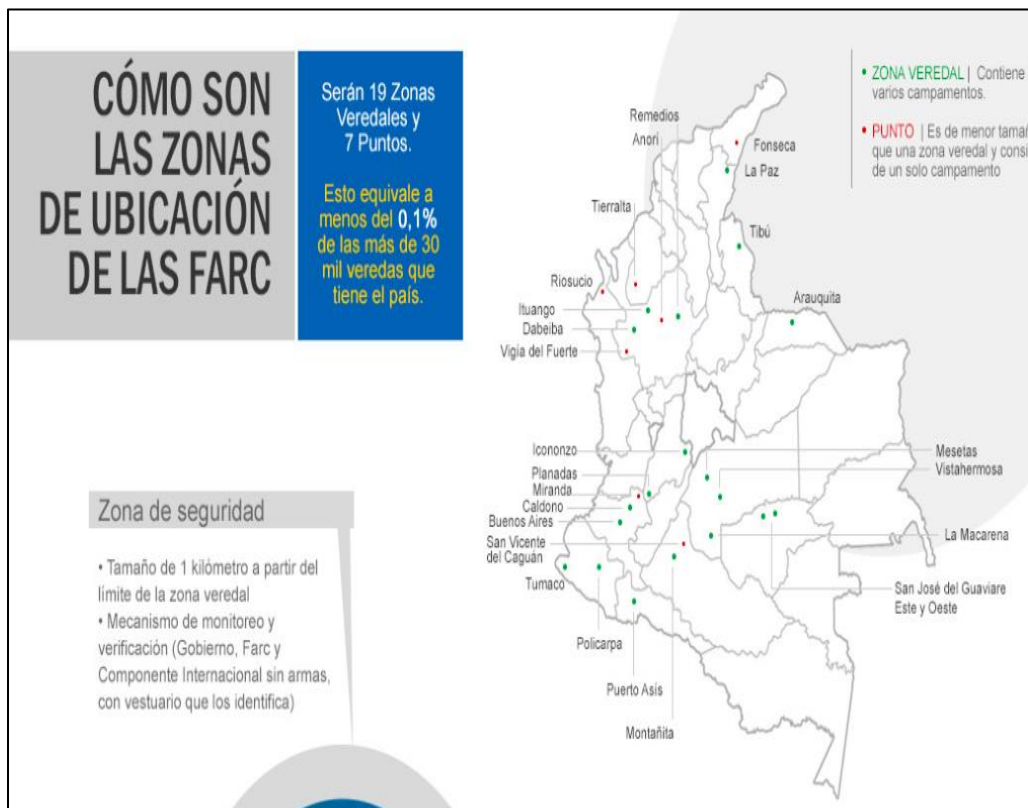 CÓMO SON
LAS ZONAS
DE UBICACIÓN
DE LAS FARC
Serán 19 Zonas
Veredales y
7 Puntos.
Esto equivale a
menos del 0,1%
de las más de 30
mil veredas que
tiene el país.
• ZONA VEREDAL | Contiene
varios campamentos.
• PUNTO | Es de menor tamañ
que una zona veredal y consi
de un solo campamento
Remedios
Anorí
Fonseca
La Paz
Tierralta
Tibú
Riosucio
Arauquita
Ituango
Dabeiba
Vigía del Fuerte
Icononzo
Mesetas
Planadas
Vistahermosa
Miranda
Caldono
Buenos Aires
San Vicente
del Caguán
La Macarena
Tumaco
San José del Guaviare
Este y Oeste
Policarpa
Puerto Asís
Montañita
Zona de seguridad
• Tamaño de 1 kilómetro a partir del
límite de la zona veredal
• Mecanismo de monitoreo y
verificación (Gobierno, Farc y
Componente Internacional sin armas,
con vestuario que los identifica)